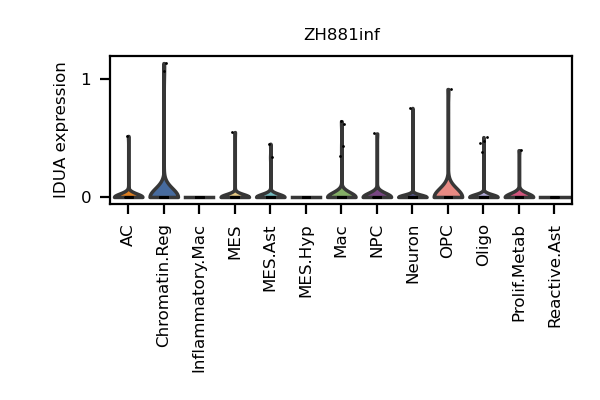 ZH881inf
IDUA expression
1
0
AC
Chromatin.Reg
Inflammatory.Mac
MES
MES.Ast
MES.Hyp
Mac
NPC
Neuron
OPC
Oligo
Prolif.Metab
Reactive.Ast